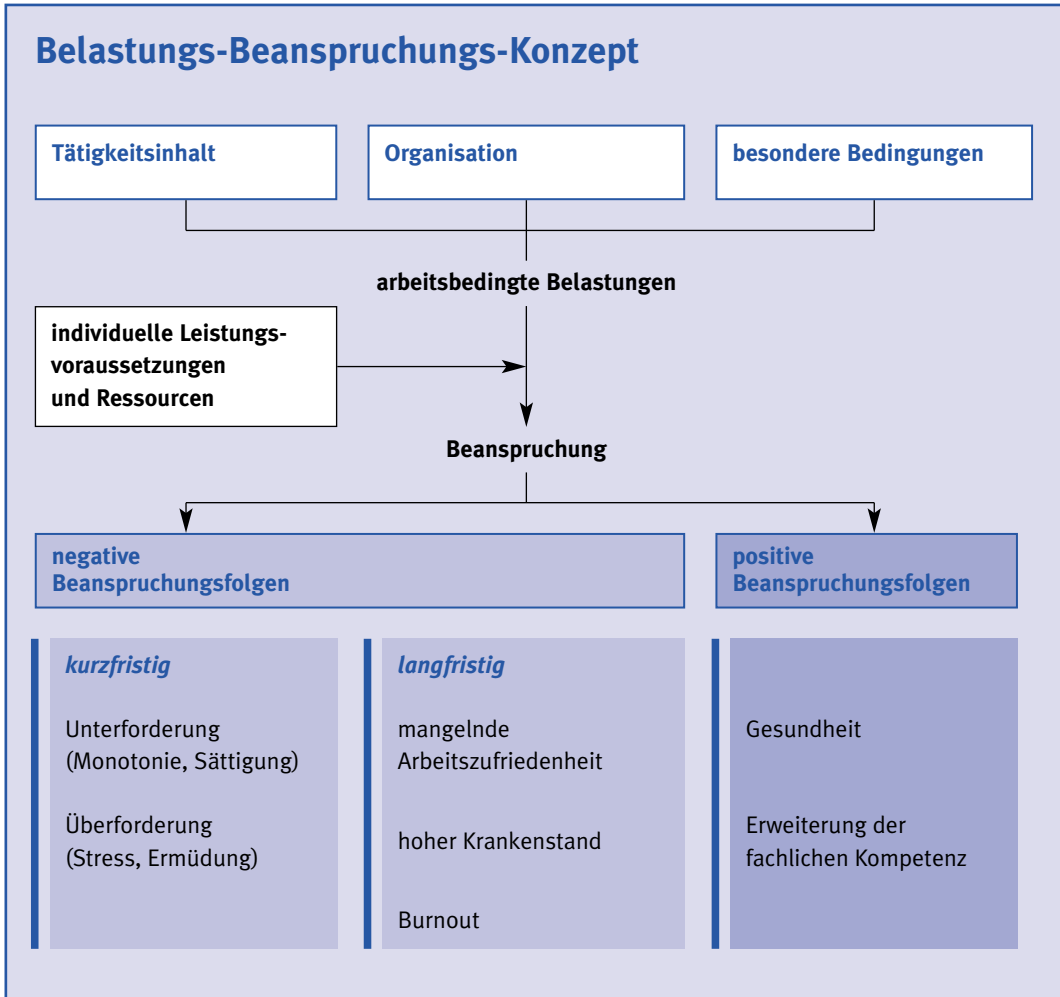 Belastungs-Beanspruchungs-Konzept
Tätigkeitsinhalt
Organisation
besondere Bedingungen
arbeitsbedingte Belastungen
individuelle Leistungs-
voraussetzungen
und Ressourcen
Beanspruchung
negative
Beanspruchungsfolgen
positive
Beanspruchungsfolgen
kurzfristig
Unterforderung
(Monotonie, Sättigung)
Überforderung
(Stress, Ermüdung)
langfristig
mangelnde
Arbeitszufriedenheit
hoher Krankenstand
Burnout
Gesundheit
Erweiterung der
fachlichen Kompetenz